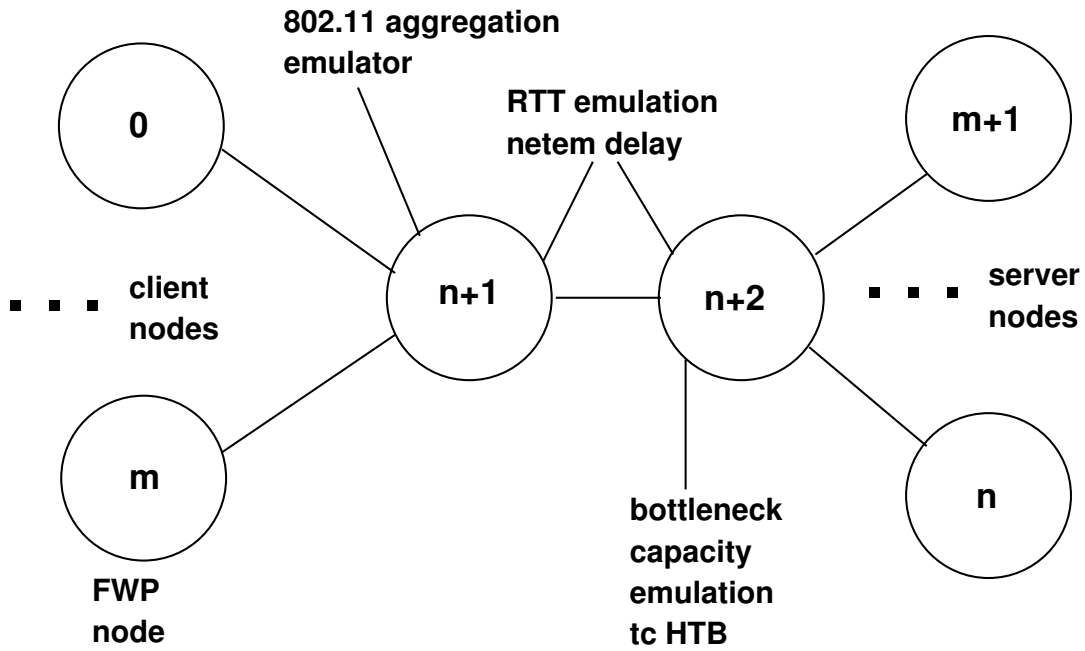 802.11 aggregation
emulator
RTT emulation
netem delay
0
m+1
client
nodes
n+1
n+2
server
nodes
m
n
FWP
node
bottleneck
capacity
emulation
tc HTB